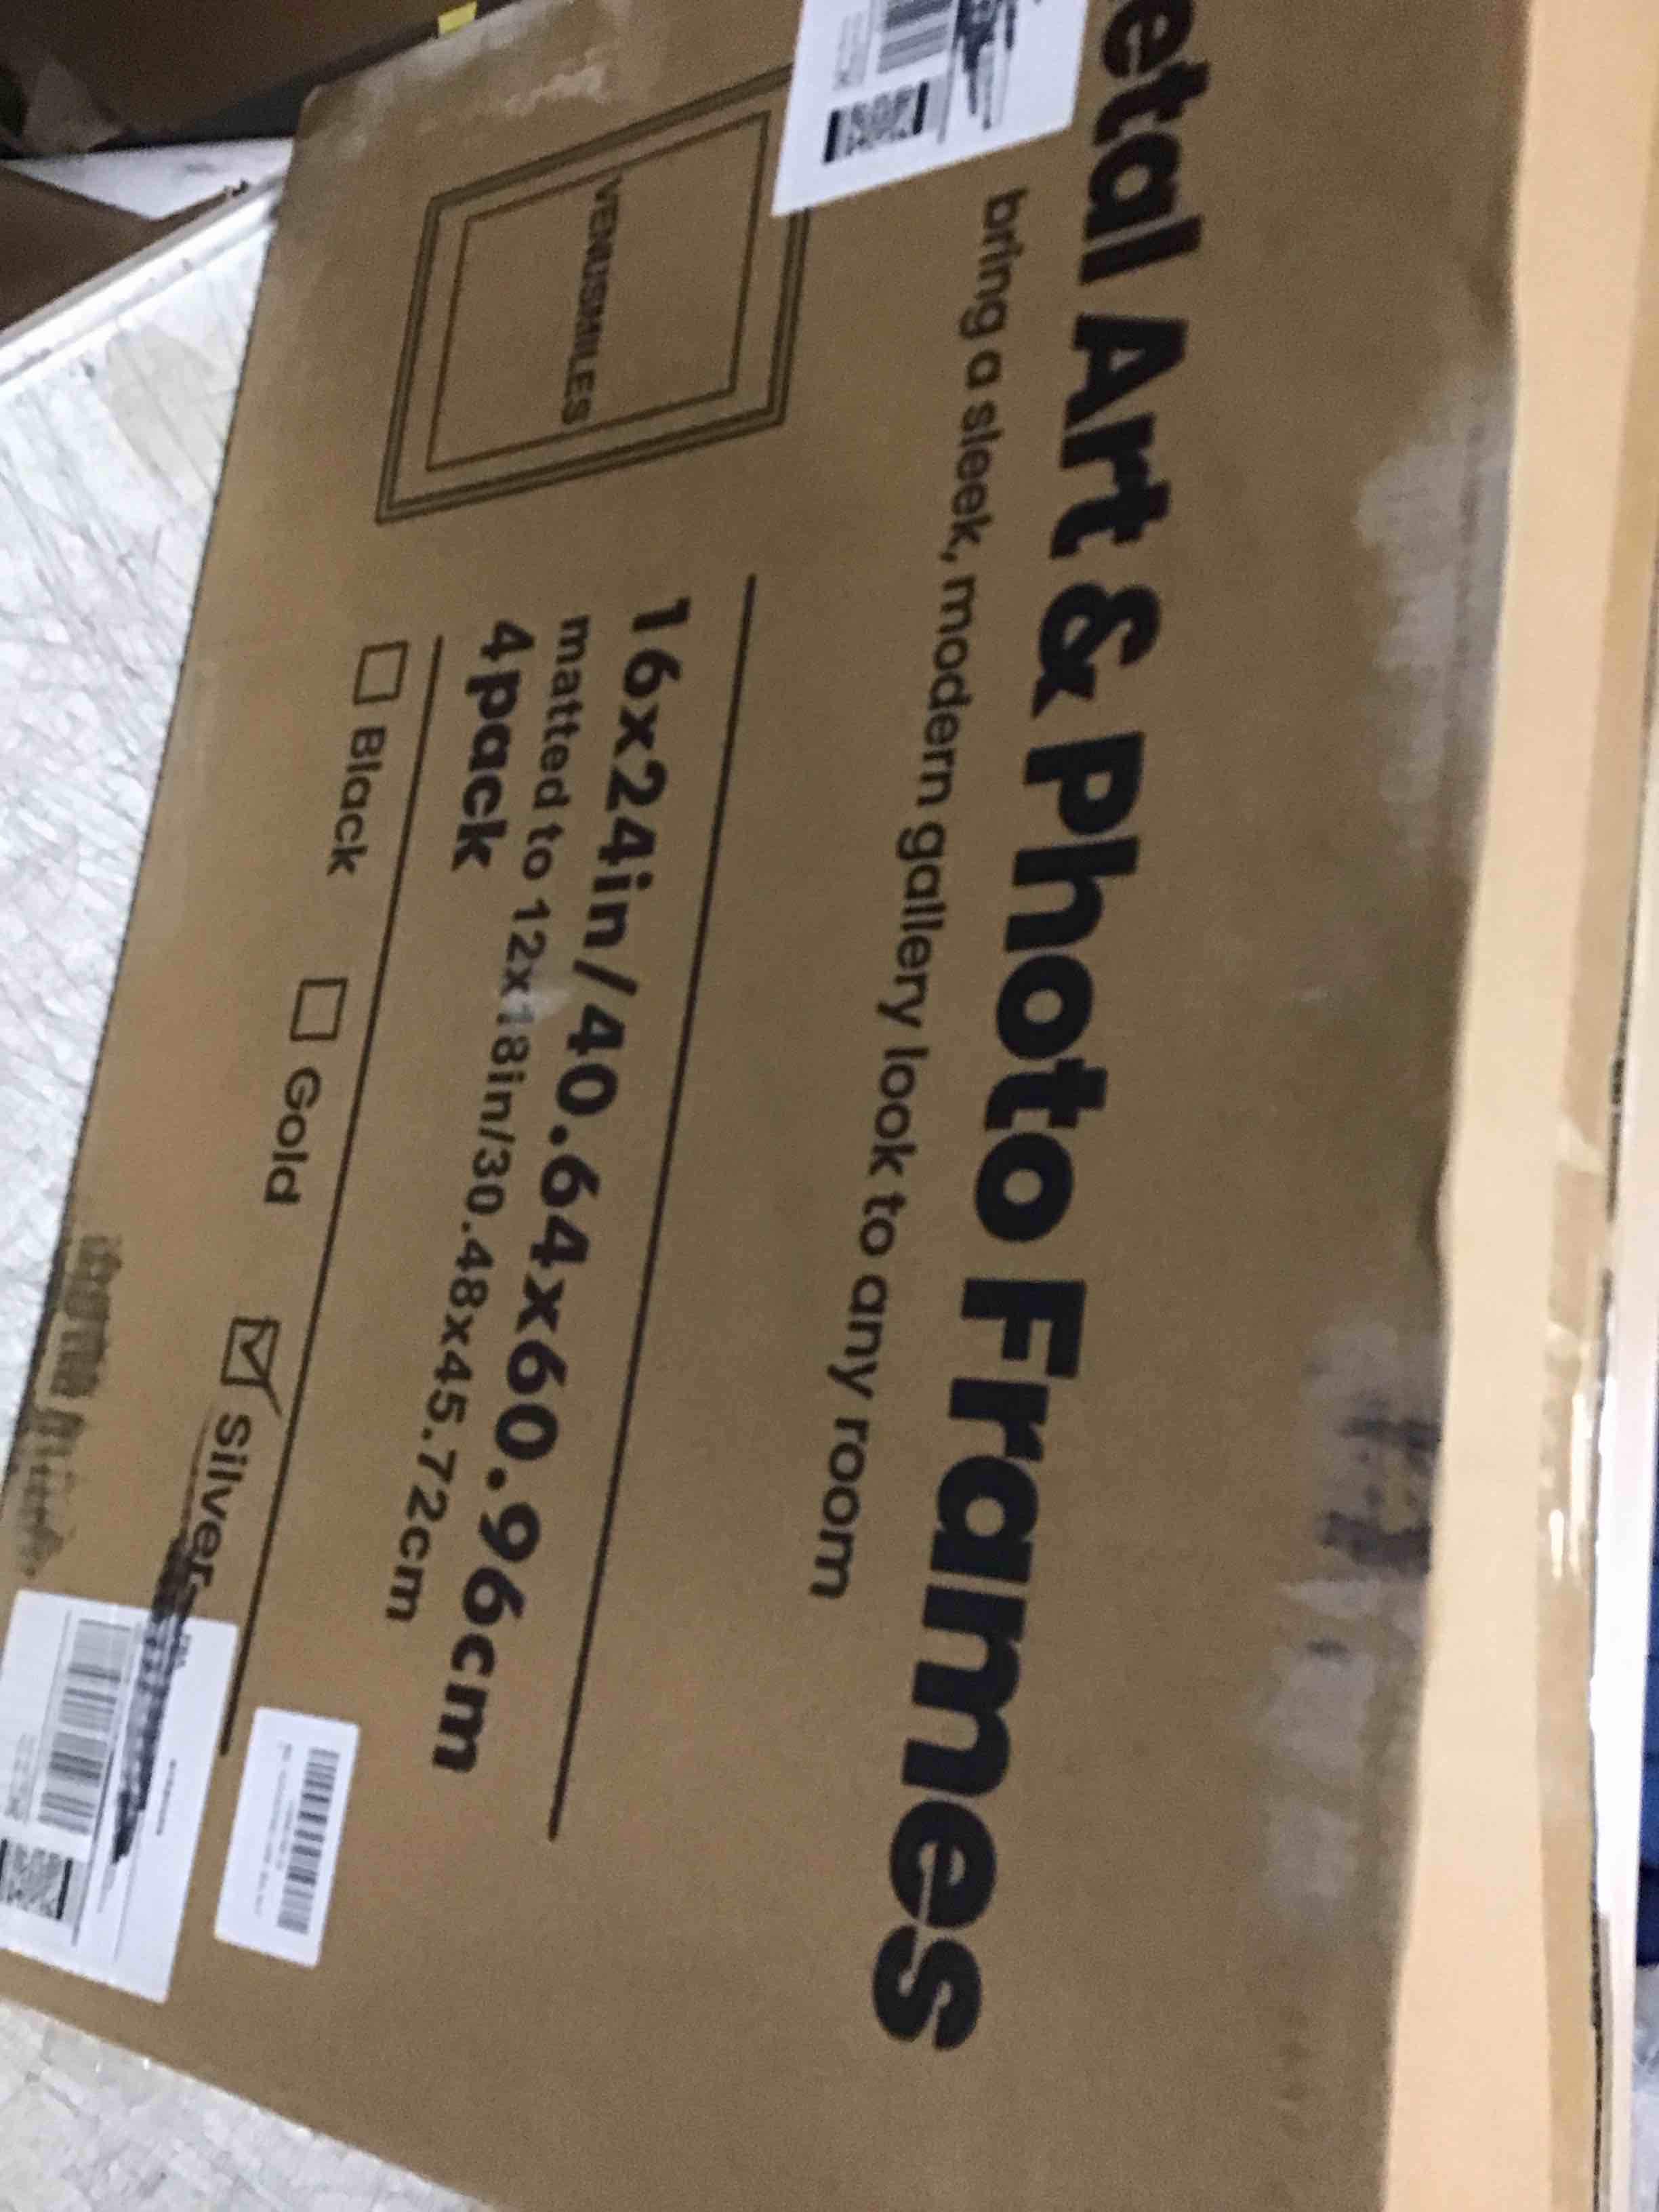 etal Art & Photo Frames
bring a sleek, modern gallery look to any room
VENUSMILES
16x24in/40.64x60.96cm
matted to 12x18in/30.48x45.72cm
4pack
Black
Gold
Silver